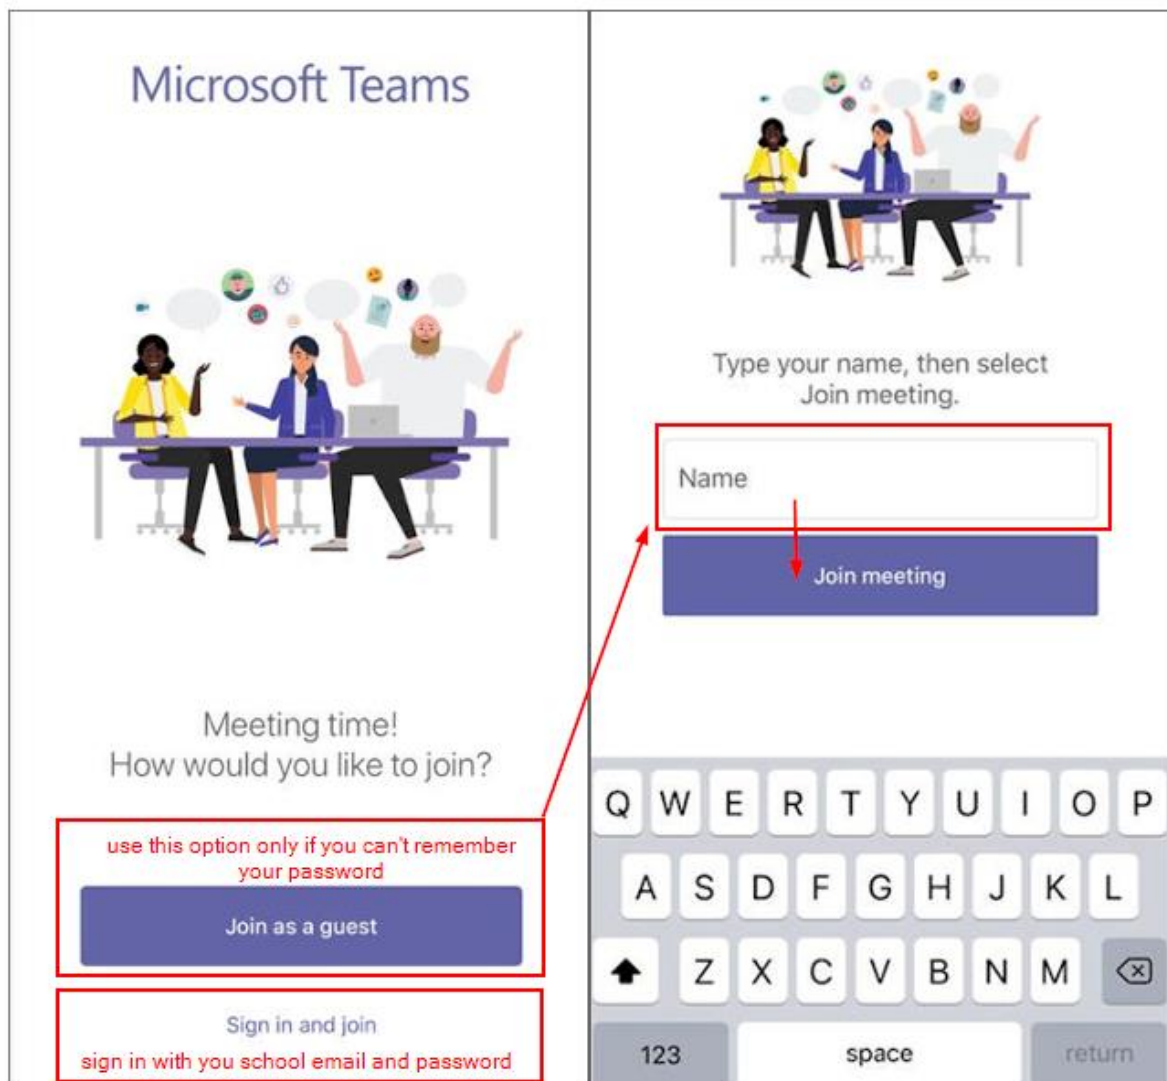 Microsoft Teams
Meeting time!
How would you like to join?
use this option only if you can't remember
your password
Join as a guest
Sign in and join
sign in with you school email and password
Type your name, then select
Join meeting.
Name
Join meeting
Q W E R T Y U I O P
A S D F G H J K L
Z X C V B N M
123 space return